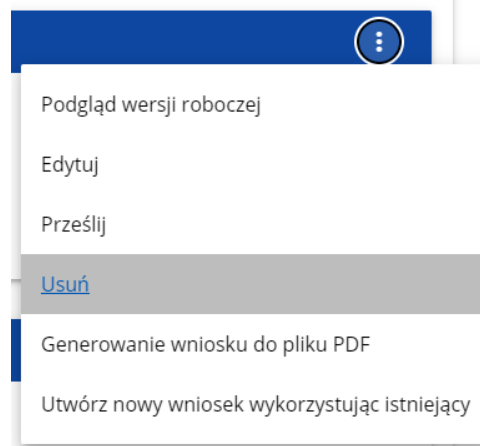 Podgląd wersji roboczej
Edytuj
Prześlij
Usuń
Generowanie wniosku do pliku PDF
Utwórz nowy wniosek wykorzystując istniejący